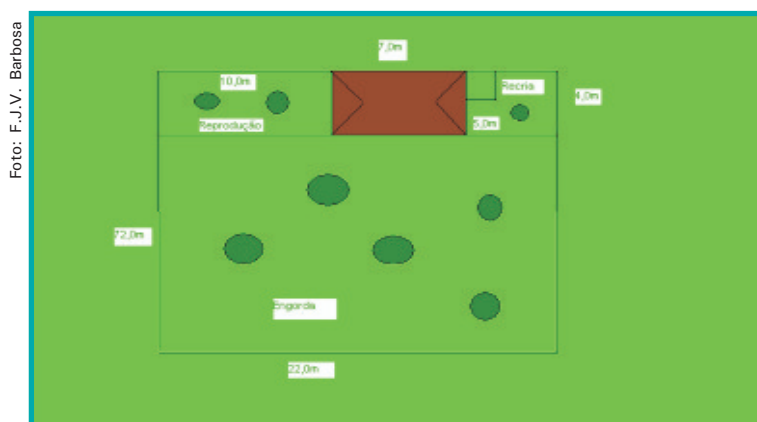 Foto: F.J.V. Barbosa
7,0m
10,0m
Recria
4,0m
Reprodução
5,0m
72,0m
Engorda
22,0m